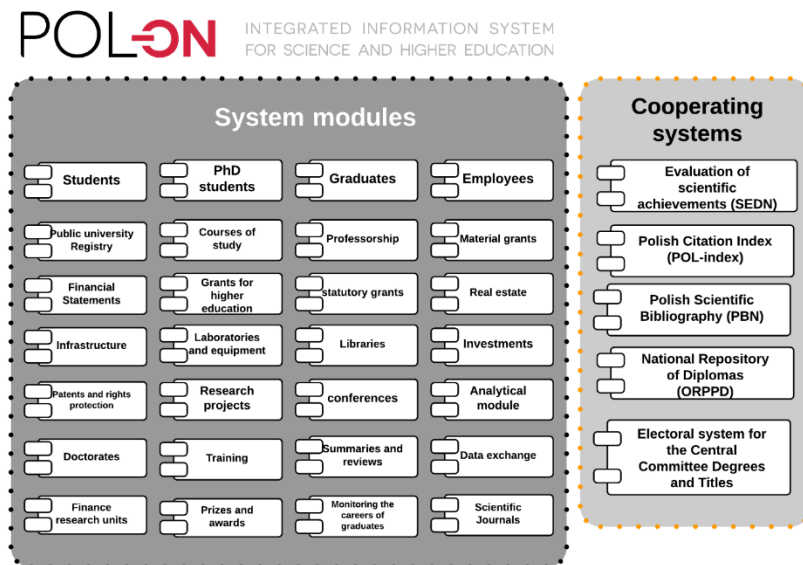 POL-ON
INTEGRATED INFORMATION SYSTEM
FOR SCIENCE AND HIGHER EDUCATION
System modules
Students
PhD
students
Graduates
Employees
Public university
Registry
Courses of
study
Professorship
Material grants
Financial
Statements
Grants for
higher
education
statutory grants
Real estate
Infrastructure
Laboratories
and equipment
Libraries
Investments
Patents and rights
protection
Research
projects
conferences
Analytical
module
Doctorates
Training
Summaries and
reviews
Data exchange
Finance
research units
Prizes and
awards
Monitoring the
careers of
graduates
Scientific
Journals
Cooperating
systems
Evaluation of
scientific
achievements (SEDN)
Polish Citation Index
(POL-index)
Polish Scientific
Bibliography (PBN)
National Repository
of Diplomas
(ORPPD)
Electoral system for
the Central
Committee Degrees
and Titles